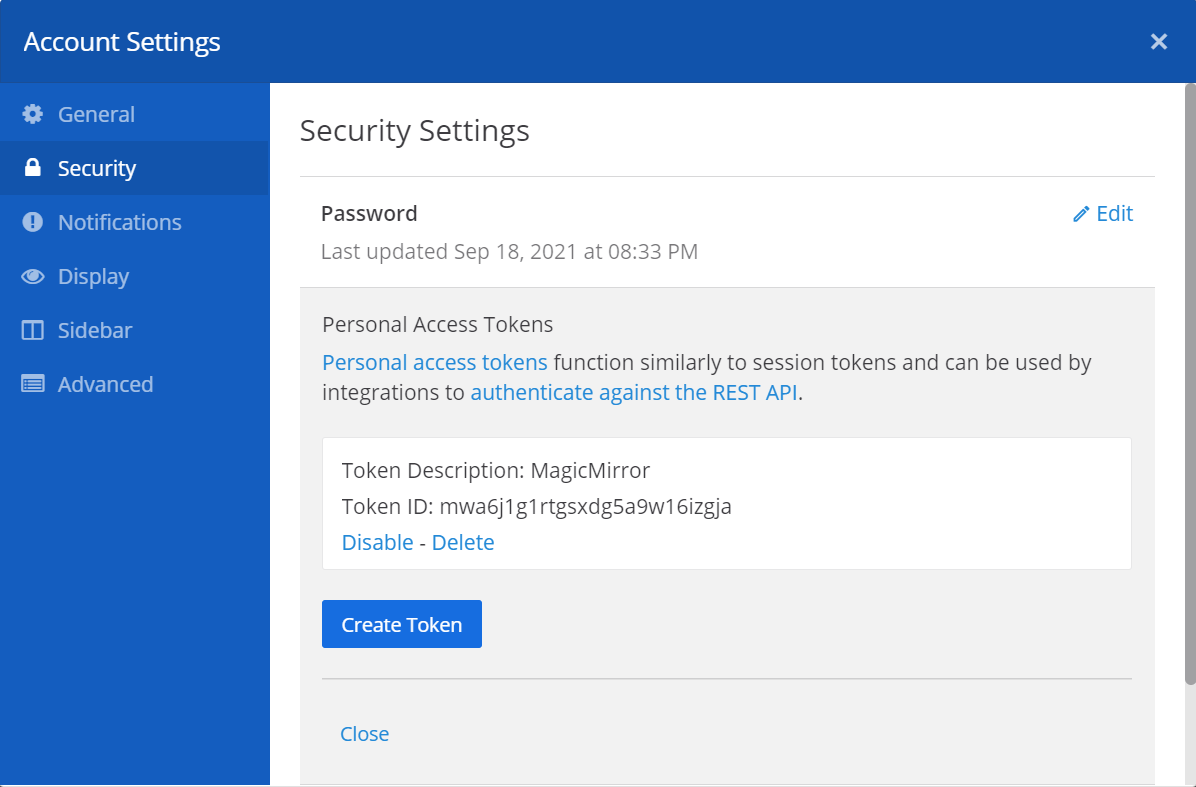 Account Settings
General
Security
Notifications
Display
Sidebar
Advanced
Security Settings
Password
Edit
Last updated Sep 18, 2021 at 08:33 PM
Personal Access Tokens
Personal access tokens function similarly to session tokens and can be used by
integrations to authenticate against the REST API.
Token Description: MagicMirror
Token ID: mwa6j1g1rtgsxdg5a9w16izgja
Disable - Delete
Create Token
Close